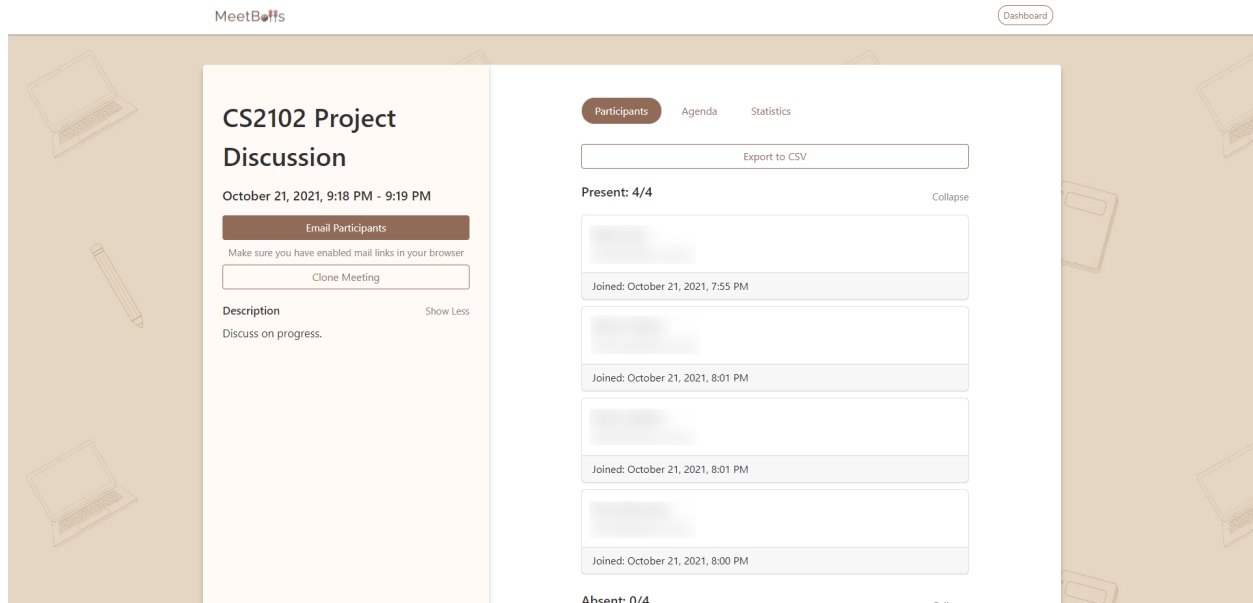 MeetBalls
Dashboard
CS2102 Project
Discussion
October 21, 2021, 9:18 PM - 9:19 PM
Email Participants
Make sure you have enabled mail links in your browser
Clone Meeting
Description
Show Less
Discuss on progress.
Participants
Agenda
Statistics
Export to CSV
Present: 4/4
Collapse
Joined: October 21, 2021, 7:55 PM
Joined: October 21, 2021, 8:01 PM
Joined: October 21, 2021, 8:01 PM
Joined: October 21, 2021, 8:00 PM
Absent: 0/4